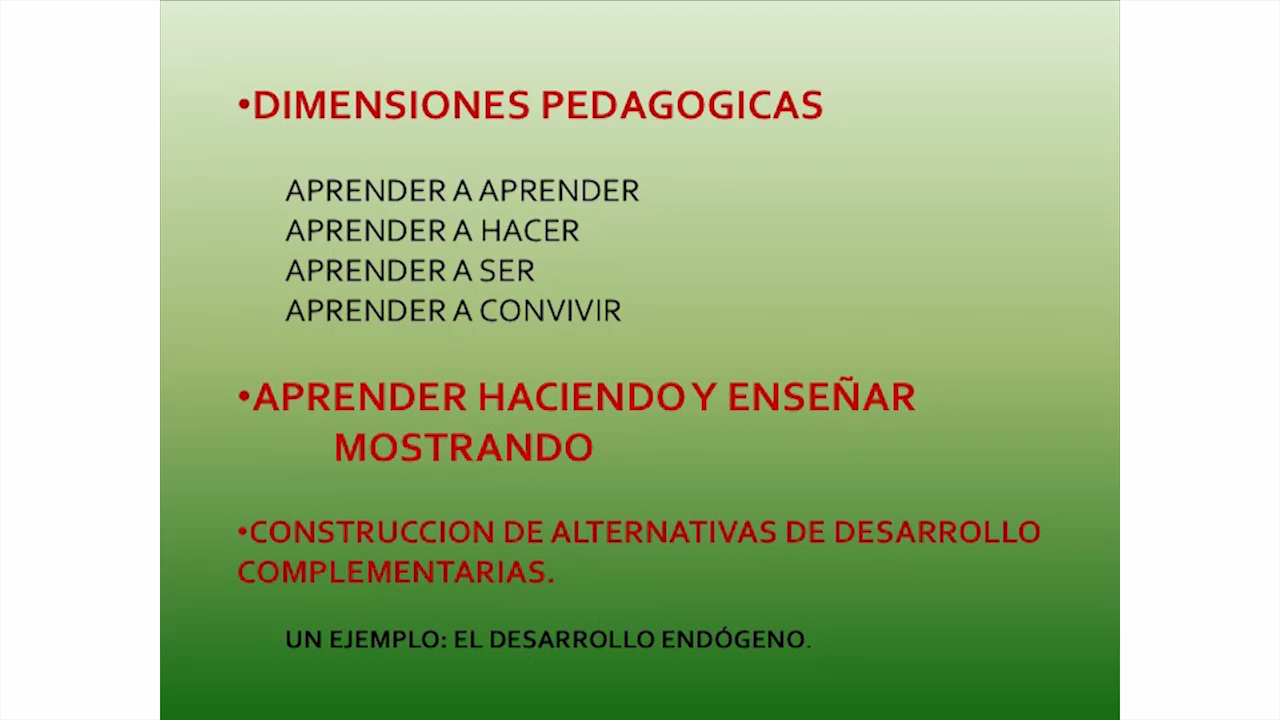 •DIMENSIONES PEDAGOGICAS
APRENDER A APRENDER
APRENDER A HACER
APRENDER A SER
APRENDER A CONVIVIR
•APRENDER HACIENDO Y ENSEÑAR
MOSTRANDO
•CONSTRUCCION DE ALTERNATIVAS DE DESARROLLO
COMPLEMENTARIAS.
UN EJEMPLO: EL DESARROLLO ENDÓGENO.